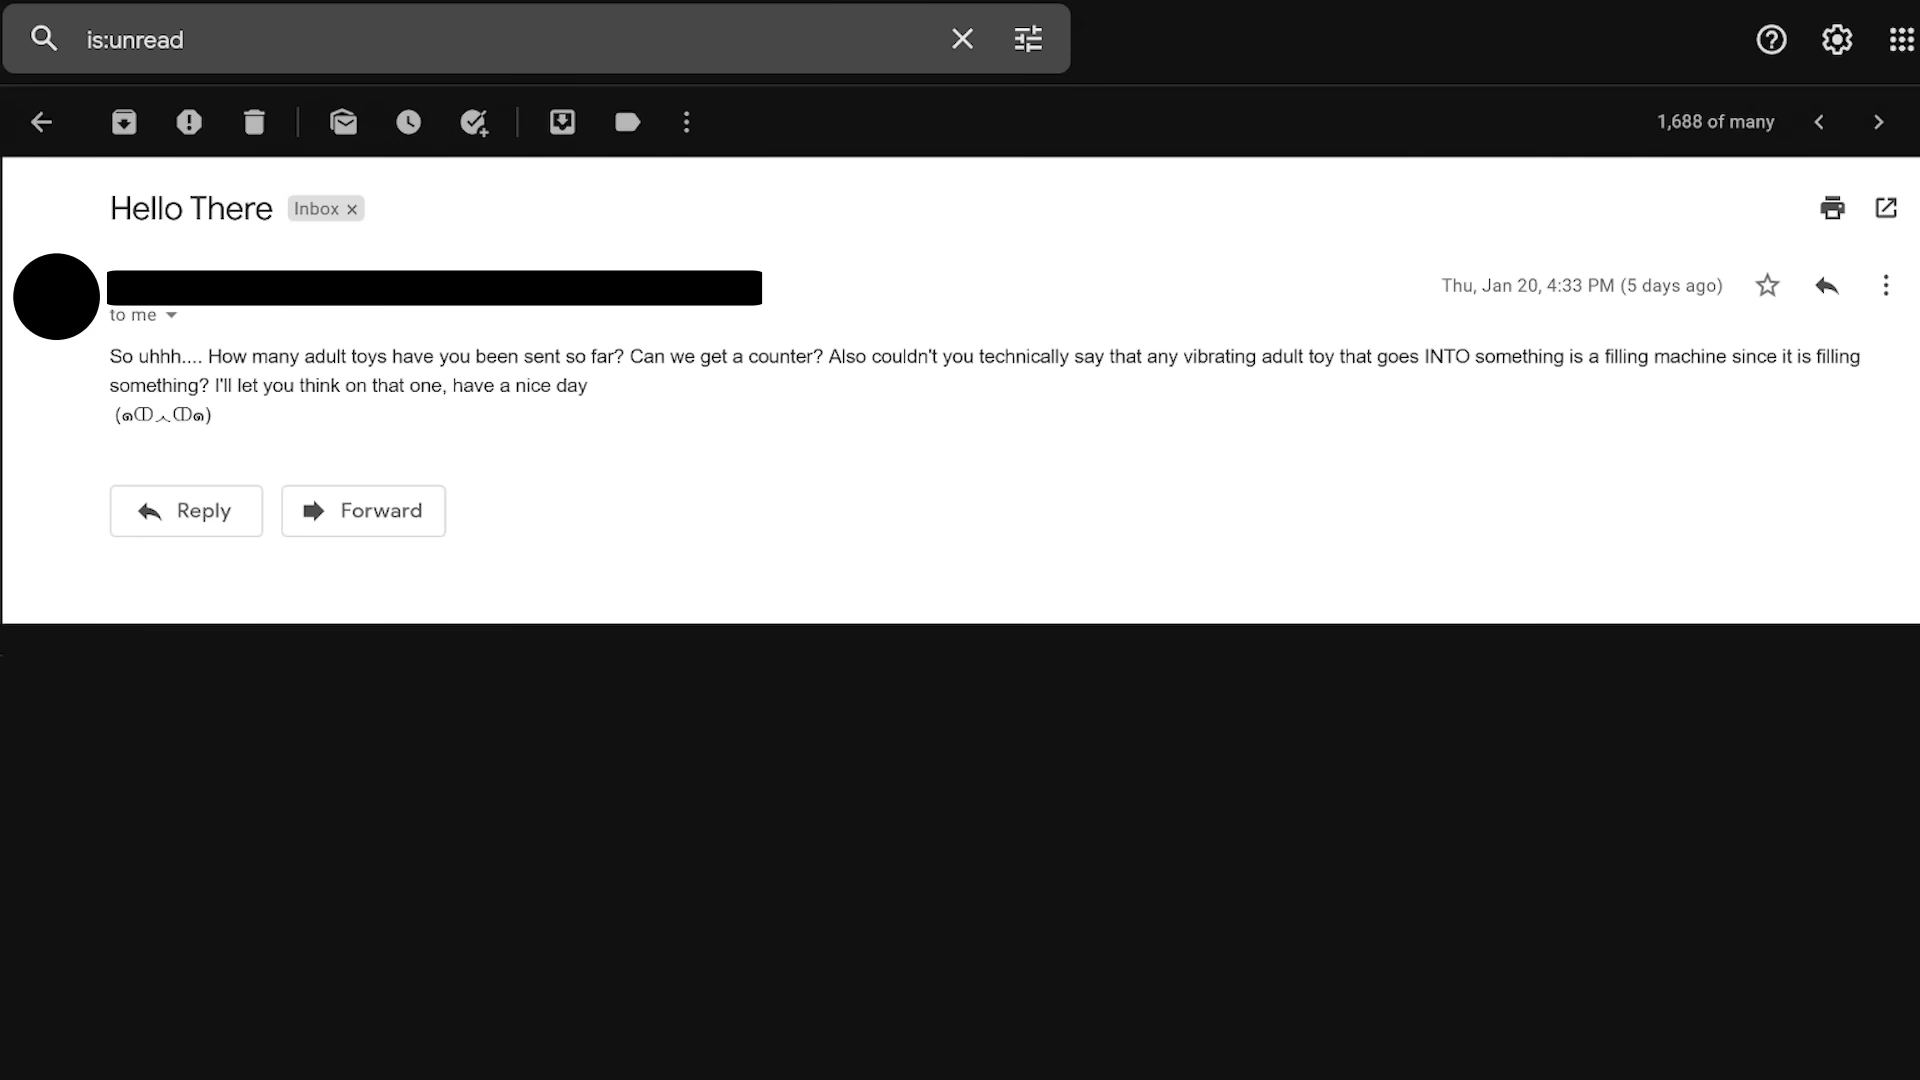 is:unread
1,688 of many
Hello There
Inbox ×
Thu, Jan 20, 4:33 PM (5 days ago)
to me
So uhhh.... How many adult toys have you been sent so far? Can we get a counter? Also couldn't you technically say that any vibrating adult toy that goes INTO something is a filling machine since it is filling
something? I'll let you think on that one, have a nice day
(๑ↀᆺↀ๑)
Reply
Forward